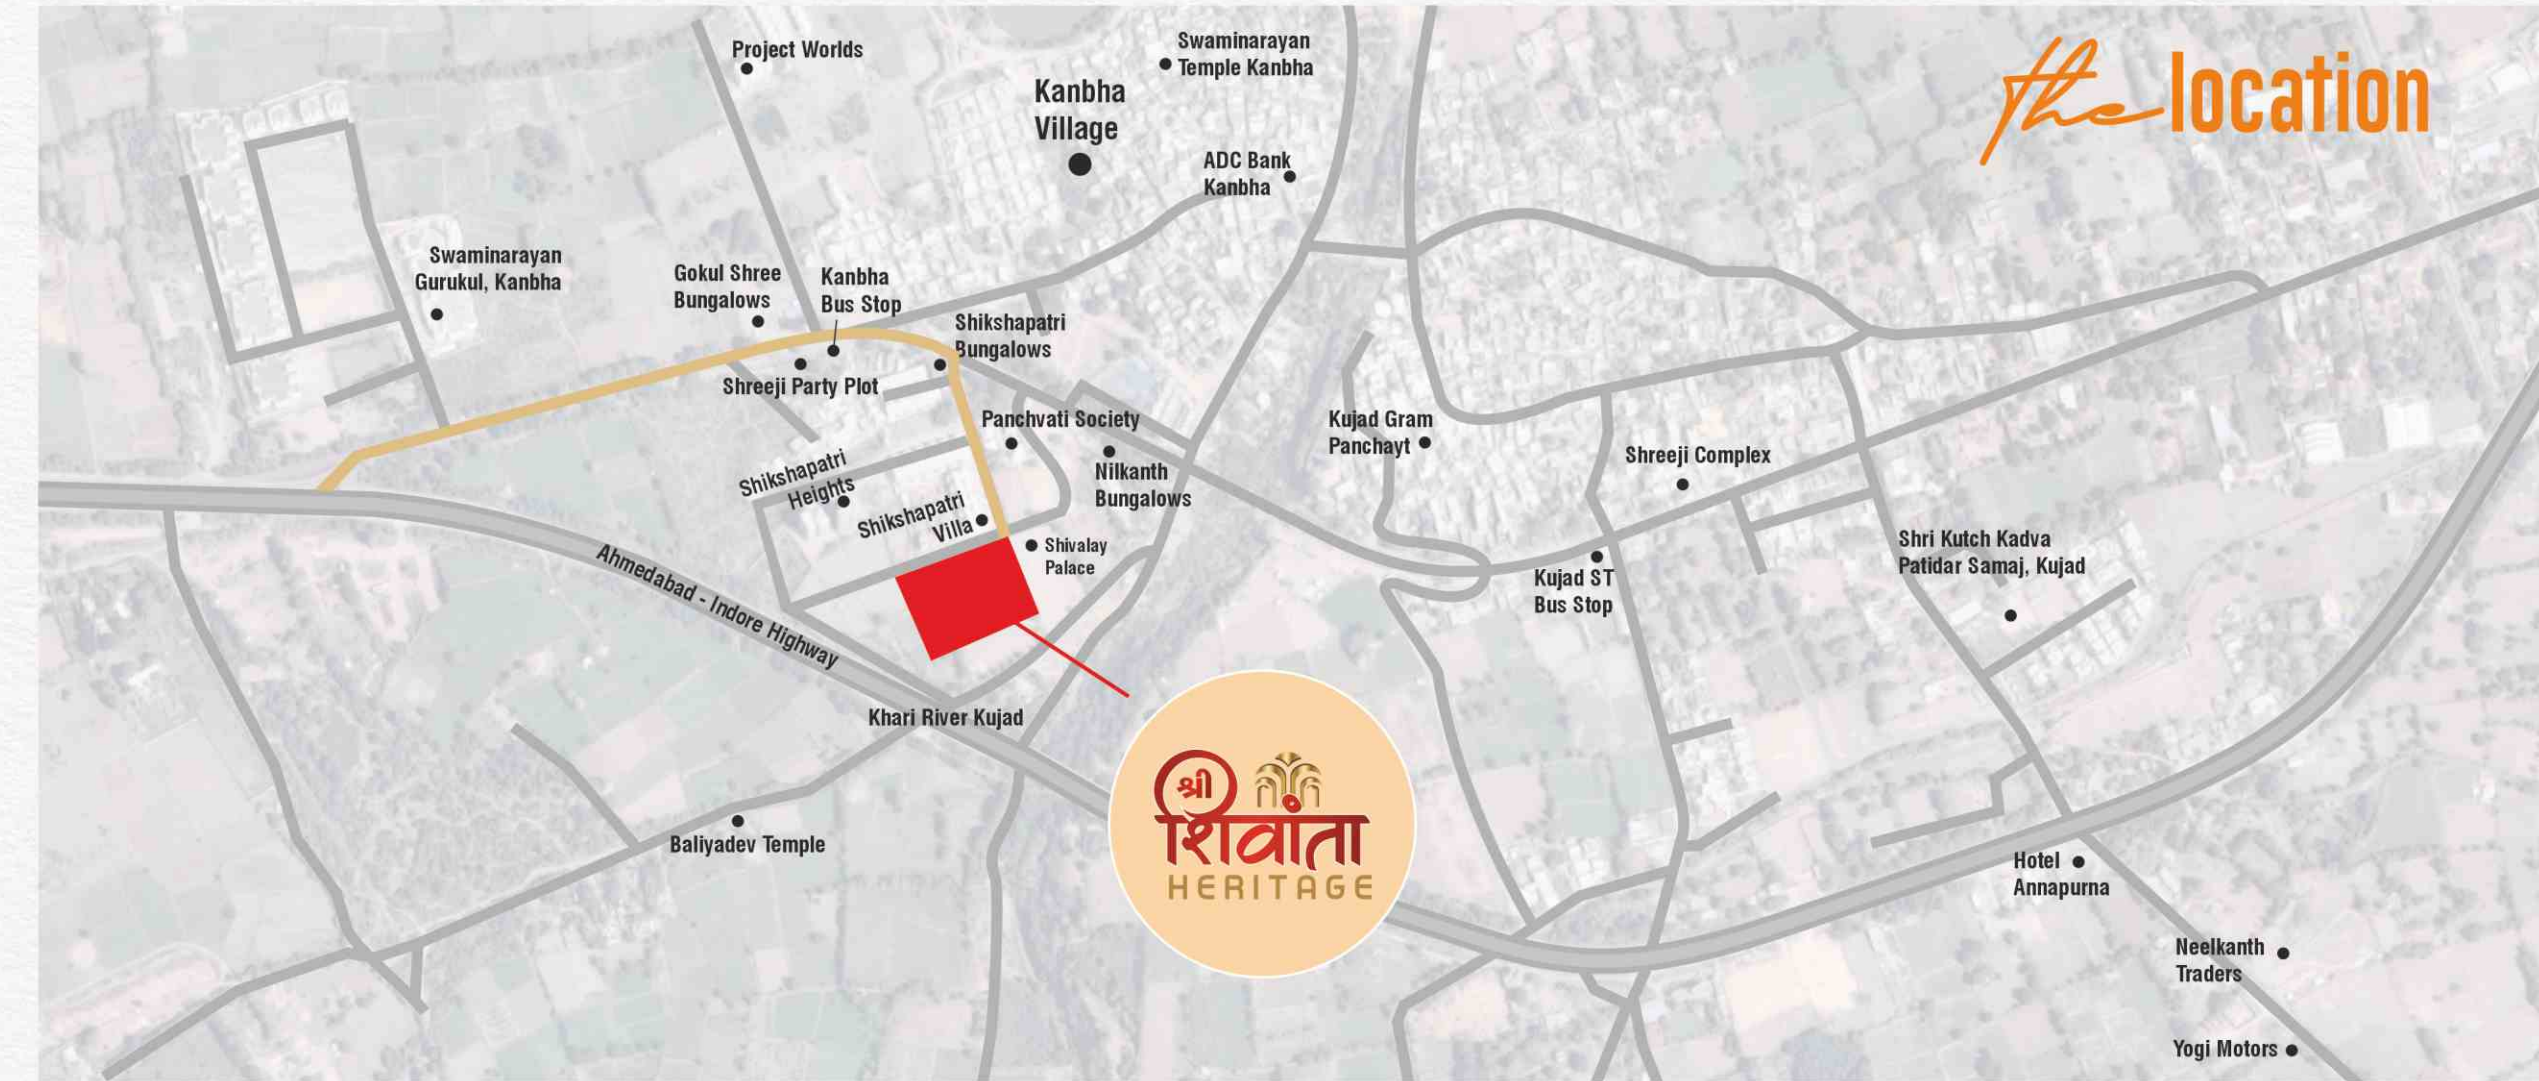 the location
Project Worlds
Swaminarayan
Temple Kanbha
Kanbha
Village
ADC Bank
Kanbha
Swaminarayan
Gurukul, Kanbha
Gokul Shree
Bungalows
Kanbha
Bus Stop
Shikshapatri
Bungalows
Shreeji Party Plot
Panchvati Society
Kujad Gram
Panchayt
Shreeji Complex
Shikshapatri
Heights
Nilkanth
Bungalows
Shikshapatri
Villa
Shivalay
Palace
Kujad ST
Bus Stop
Shri Kutch Kadva
Patidar Samaj, Kujad
Ahmedabad - Indore Highway
Khari River Kujad
Baliyadev Temple
श्री
शिवांता
HERITAGE
Hotel
Annapurna
Neelkanth
Traders
Yogi Motors